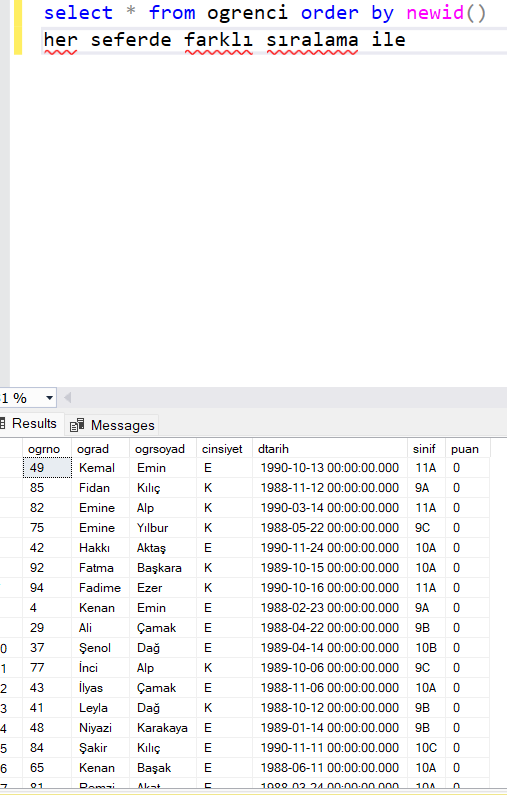 select * from ogrenci order by newid()
her seferde farklı sıralama ile
%
Results Messages
ogrno ograd ogrsoyad cinsiyet dtarih sinif puan
49 Kemal Emin E 1990-10-13 00:00:00.000 11A 0
85 Fidan Kılıç K 1988-11-12 00:00:00.000 9A 0
82 Emine Alp K 1990-03-14 00:00:00.000 11A 0
75 Emine Yılbur K 1988-05-22 00:00:00.000 9C 0
42 Hakkı Aktaş E 1990-11-24 00:00:00.000 10A 0
92 Fatma Başkara K 1989-10-15 00:00:00.000 10A 0
94 Fadime Ezer K 1990-10-16 00:00:00.000 11A 0
4 Kenan Emin E 1988-02-23 00:00:00.000 9A 0
29 Ali Çamak E 1988-04-22 00:00:00.000 9B 0
0 37 Şenol Dağ E 1989-04-14 00:00:00.000 10B 0
1 77 İnci Alp K 1989-10-06 00:00:00.000 9C 0
2 43 İlyas Çamak E 1988-11-06 00:00:00.000 10A 0
3 41 Leyla Dağ K 1988-10-12 00:00:00.000 9B 0
4 48 Niyazi Karakaya E 1989-01-14 00:00:00.000 9B 0
5 84 Şakir Kılıç E 1990-11-11 00:00:00.000 10C 0
6 65 Kenan Başak E 1988-06-11 00:00:00.000 10A 0
7 81 Remzi Akat E 1988-03-24 00:00:00.000 10A 0